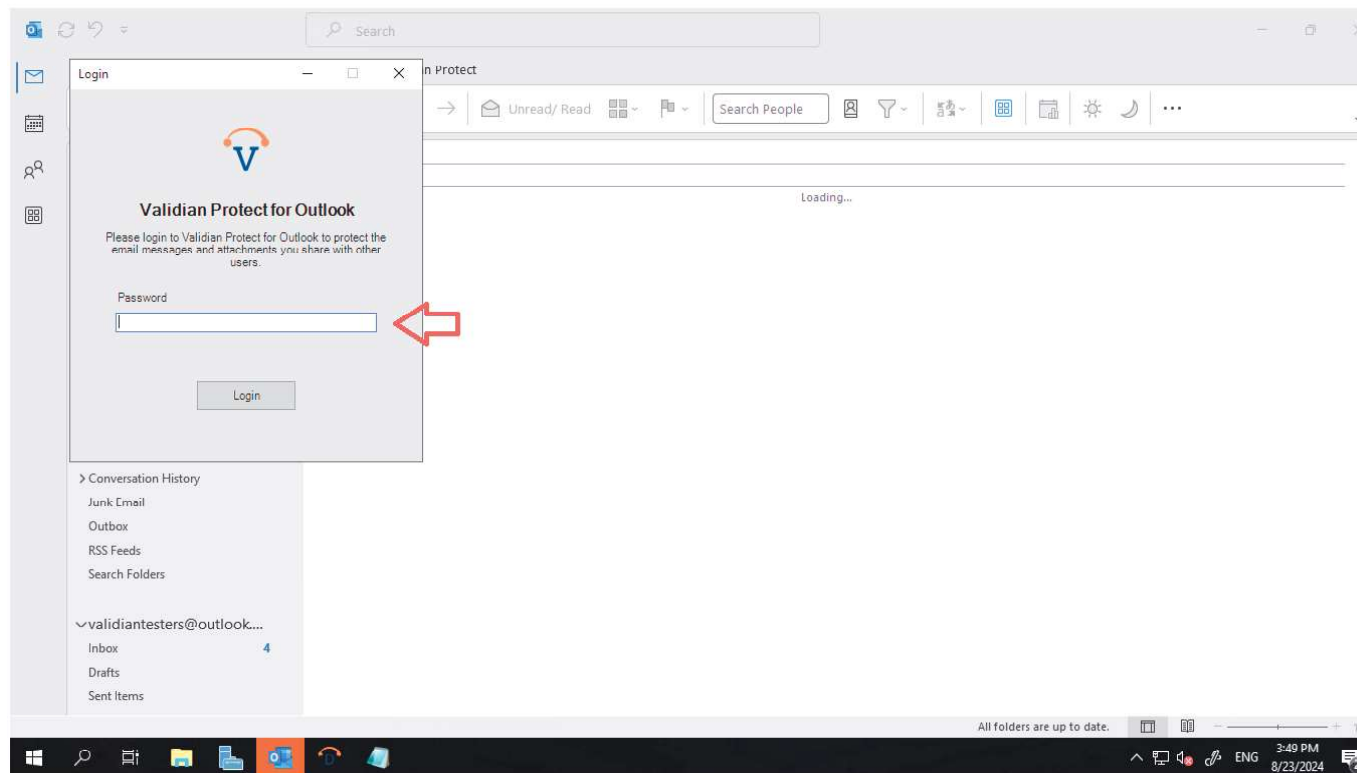 Search
Login
n Protect
Unread/ Read
Search People
V
Loading...
Validian Protect for Outlook
Please login to Validian Protect for Outlook to protect the
email messages and attachments you share with other
users.
Password
Login
Conversation History
Junk Email
Outbox
RSS Feeds
Search Folders
validiantesters@outlook....
Inbox 4
Drafts
Sent Items
All folders are up to date.
ENG
3:49 PM
8/23/2024